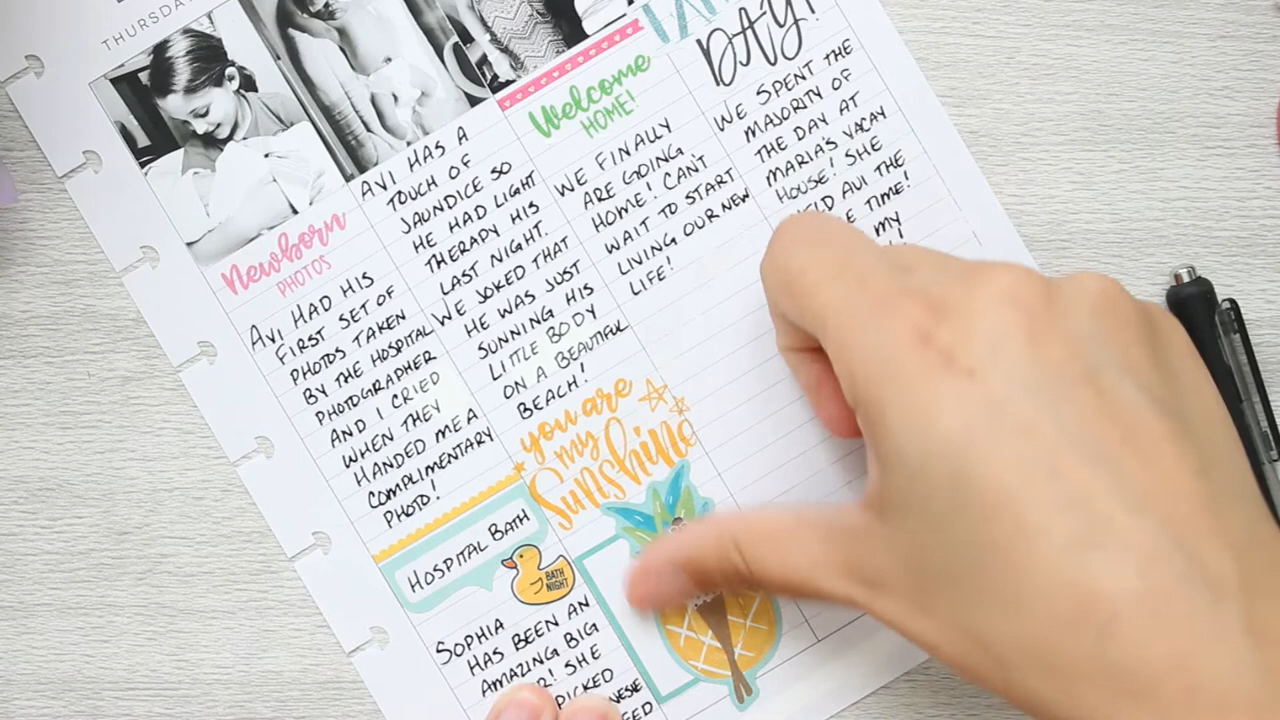 THURSDAY
Newborn
PHOTOS
AVI HAD HIS
FIRST SET OF
PHOTOS TAKEN
BY THE HOSPITAL
PHOTOGRAPHER
AND I CRIED
WHEN THEY
HANDED ME A
COMPLIMENTARY
PHOTO!
HOSPITAL BATH
BATH
NIGHT
SOPHIA
HAS BEEN AN
AMAZING BIG
SHE
PICKED
AVI HAS A
TOUCH OF
JAUNDICE SO
HE HAD LIGHT
THERAPY HIS
LAST NIGHT.
WE JOKED THAT
HE WAS JUST
SUNNING HIS
LITTLE BODY
ON A BEAUTIFUL
BEACH!
you are
my
Sunshine
Welcome
HOME!
WE FINALLY
ARE GOING
HOME! CAN'T
WAIT TO START
LIVING OUR NEW
LIFE!
DAY!
WE SPENT THE
MAJORITY OF
THE DAY AT
MARIA'S VACAY
HOUSE! SHE
AVI THE
TIME!
MY